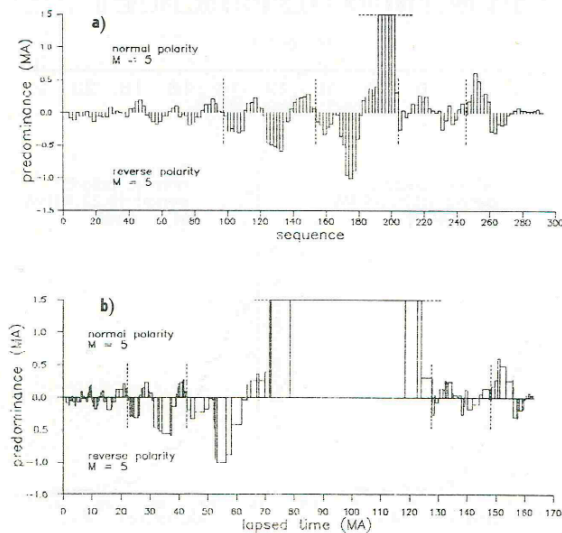 a)
normal polarity
M = 5
reverse polarity
M = 5
predominance (MA)
1.5
1.0
0.5
0.0
-0.5
-1.0
-1.5
0 20 40 60 80 100 120 140 160 180 200 220 240 260 280 300
sequence
b)
normal polarity
M = 5
reverse polarity
M = 5
predominance (MA)
1.5
1.0
0.5
0.0
0.5
-1.0
-1.5
0 10 20 30 40 50 60 70 80 90 100 110 120 130 140 150 160 170
lapsed time (MA)